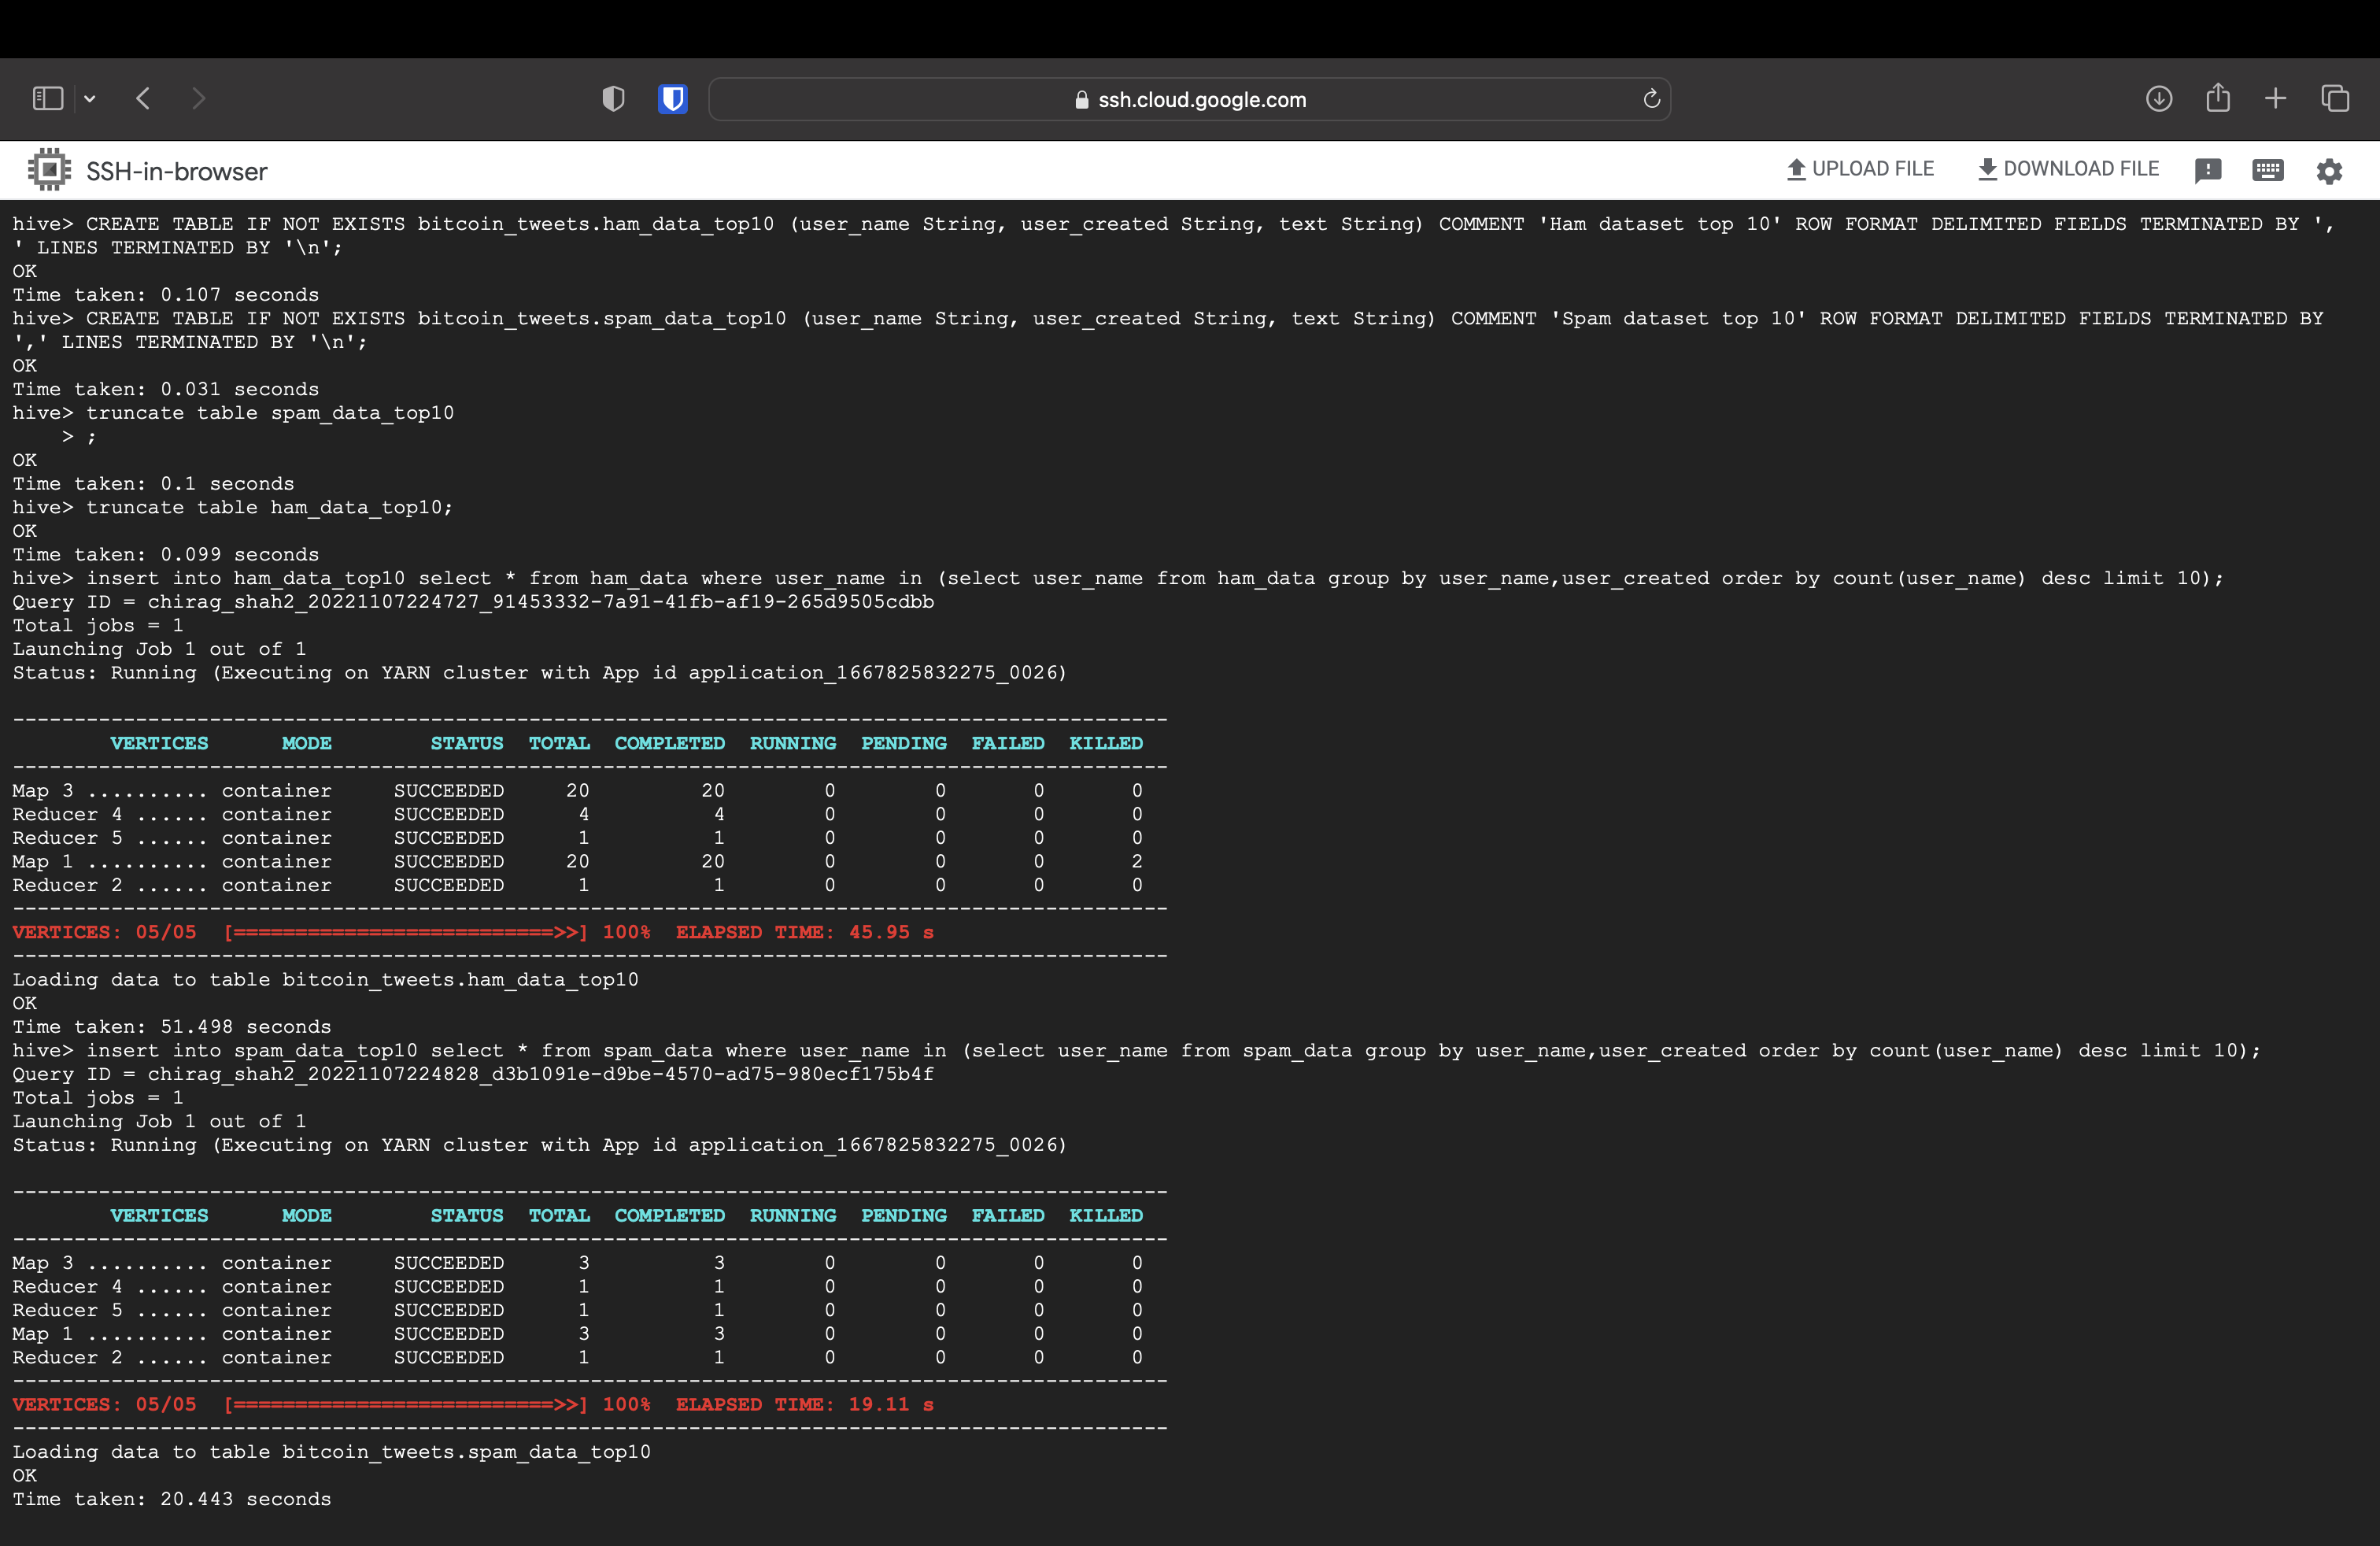 ssh.cloud.google.com
SSH-in-browser
UPLOAD FILE
DOWNLOAD FILE
hive> CREATE TABLE IF NOT EXISTS bitcoin_tweets.ham_data_top10 (user_name String, user_created String, text String) COMMENT 'Ham dataset top 10' ROW FORMAT DELIMITED FIELDS TERMINATED BY ',
' LINES TERMINATED BY '\n';
OK
Time taken: 0.107 seconds
hive> CREATE TABLE IF NOT EXISTS bitcoin_tweets.spam_data_top10 (user_name String, user_created String, text String) COMMENT 'Spam dataset top 10' ROW FORMAT DELIMITED FIELDS TERMINATED BY
',' LINES TERMINATED BY '\n';
OK
Time taken: 0.031 seconds
hive> truncate table spam_data_top10
    > ;
OK
Time taken: 0.1 seconds
hive> truncate table ham_data_top10;
OK
Time taken: 0.099 seconds
hive> insert into ham_data_top10 select * from ham_data where user_name in (select user_name from ham_data group by user_name,user_created order by count(user_name) desc limit 10);
Query ID = chirag_shah2_20221107224727_91453332-7a91-41fb-af19-265d9505cdbb
Total jobs = 1
Launching Job 1 out of 1
Status: Running (Executing on YARN cluster with App id application_1667825832275_0026)
----------------------------------------------------------------------------------------------
        VERTICES      MODE        STATUS  TOTAL  COMPLETED  RUNNING  PENDING  FAILED  KILLED
----------------------------------------------------------------------------------------------
Map 3 .......... container     SUCCEEDED     20         20        0        0       0       0
Reducer 4 ...... container     SUCCEEDED      4          4        0        0       0       0
Reducer 5 ...... container     SUCCEEDED      1          1        0        0       0       0
Map 1 .......... container     SUCCEEDED     20         20        0        0       0       2
Reducer 2 ...... container     SUCCEEDED      1          1        0        0       0       0
----------------------------------------------------------------------------------------------
VERTICES: 05/05  [==========================>>] 100%  ELAPSED TIME: 45.95 s
----------------------------------------------------------------------------------------------
Loading data to table bitcoin_tweets.ham_data_top10
OK
Time taken: 51.498 seconds
hive> insert into spam_data_top10 select * from spam_data where user_name in (select user_name from spam_data group by user_name,user_created order by count(user_name) desc limit 10);
Query ID = chirag_shah2_20221107224828_d3b1091e-d9be-4570-ad75-980ecf175b4f
Total jobs = 1
Launching Job 1 out of 1
Status: Running (Executing on YARN cluster with App id application_1667825832275_0026)
----------------------------------------------------------------------------------------------
        VERTICES      MODE        STATUS  TOTAL  COMPLETED  RUNNING  PENDING  FAILED  KILLED
----------------------------------------------------------------------------------------------
Map 3 .......... container     SUCCEEDED      3          3        0        0       0       0
Reducer 4 ...... container     SUCCEEDED      1          1        0        0       0       0
Reducer 5 ...... container     SUCCEEDED      1          1        0        0       0       0
Map 1 .......... container     SUCCEEDED      3          3        0        0       0       0
Reducer 2 ...... container     SUCCEEDED      1          1        0        0       0       0
----------------------------------------------------------------------------------------------
VERTICES: 05/05  [==========================>>] 100%  ELAPSED TIME: 19.11 s
----------------------------------------------------------------------------------------------
Loading data to table bitcoin_tweets.spam_data_top10
OK
Time taken: 20.443 seconds